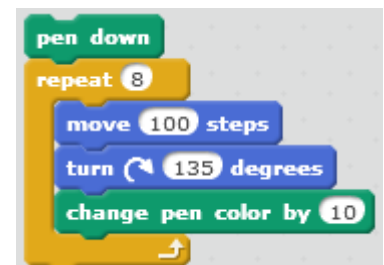 pen down
repeat 8
move 100 steps
turn 135 degrees
change pen color by 10